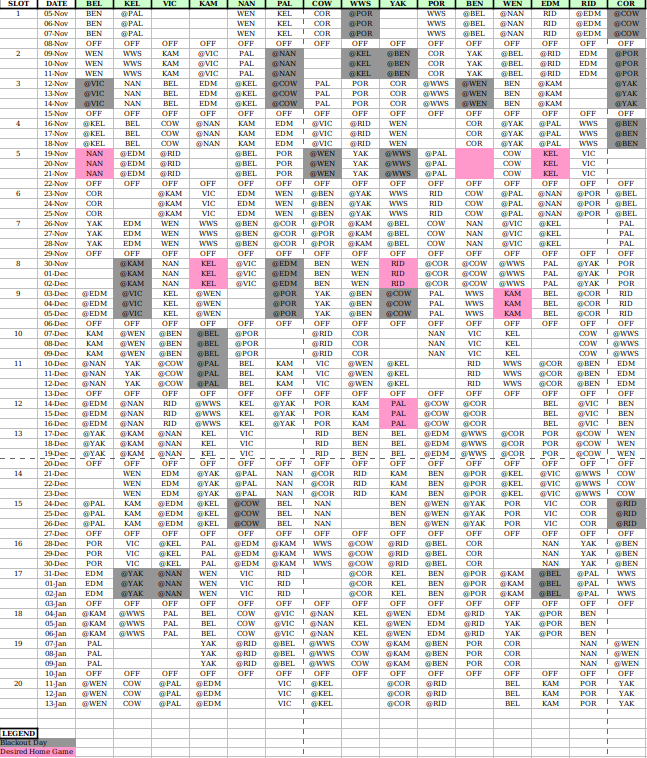 SLOT DATE BEL KEL VIC KAM NAN PAL COW WWS YAK POR BEN WEN EDM RID COR
1 05-Nov BEN @PAL WEN KEL COR @POR WWS @BEL @NAN RID @EDM @COW
06-Nov BEN @PAL WEN KEL COR @POR WWS @BEL @NAN RID @EDM @COW
07-Nov BEN @PAL WEN KEL COR @POR WWS @BEL @NAN RID @EDM @COW
08-Nov OFF OFF OFF OFF OFF OFF OFF OFF OFF OFF OFF OFF OFF OFF OFF
2 09-Nov WEN WWS KAM @VIC PAL @NAN @KEL @BEN COR YAK @BEL @RID EDM @POR
10-Nov WEN WWS KAM @VIC PAL @NAN @KEL @BEN COR YAK @BEL @RID EDM @POR
11-Nov WEN WWS KAM @VIC PAL @NAN @KEL @BEN COR YAK @BEL @RID EDM @POR
3 12-Nov @VIC NAN BEL EDM @KEL @COW PAL POR COR @WWS @WEN BEN @KAM @YAK
13-Nov @VIC NAN BEL EDM @KEL @COW PAL POR COR @WWS @WEN BEN @KAM @YAK
14-Nov @VIC NAN BEL EDM @KEL @COW PAL POR COR @WWS @WEN BEN @KAM @YAK
15-Nov OFF OFF OFF OFF OFF OFF OFF OFF OFF OFF OFF OFF OFF OFF OFF
4 16-Nov @KEL BEL COW @NAN KAM EDM @VIC @RID WEN COR @YAK @PAL WWS @BEN
17-Nov @KEL BEL COW @NAN KAM EDM @VIC @RID WEN COR @YAK @PAL WWS @BEN
18-Nov @KEL BEL COW @NAN KAM EDM @VIC @RID WEN COR @YAK @PAL WWS @BEN
5 19-Nov NAN @EDM @RID @BEL POR @WEN YAK @WWS @PAL COW KEL VIC
20-Nov NAN @EDM @RID @BEL POR @WEN YAK @WWS @PAL COW KEL VIC
21-Nov NAN @EDM @RID @BEL POR @WEN YAK @WWS @PAL COW KEL VIC
22-Nov OFF OFF OFF OFF OFF OFF OFF OFF OFF OFF OFF OFF OFF OFF OFF
6 23-Nov COR @KAM VIC EDM WEN @BEN @YAK WWS RID COW @PAL @NAN @POR @BEL
24-Nov COR @KAM VIC EDM WEN @BEN @YAK WWS RID COW @PAL @NAN @POR @BEL
25-Nov COR @KAM VIC EDM WEN @BEN @YAK WWS RID COW @PAL @NAN @POR @BEL
7 26-Nov YAK EDM WEN WWS @BEN @COR @POR @KAM @BEL COW NAN @VIC @KEL PAL
27-Nov YAK EDM WEN WWS @BEN @COR @POR @KAM @BEL COW NAN @VIC @KEL PAL
28-Nov YAK EDM WEN WWS @BEN @COR @POR @KAM @BEL COW NAN @VIC @KEL PAL
29-Nov OFF OFF OFF OFF OFF OFF OFF OFF OFF OFF OFF OFF OFF OFF OFF
8 30-Nov @KAM NAN KEL @VIC @EDM BEN WEN RID @COR @COW @WWS PAL @YAK POR
01-Dec @KAM NAN KEL @VIC @EDM BEN WEN RID @COR @COW @WWS PAL @YAK POR
02-Dec @KAM NAN KEL @VIC @EDM BEN WEN RID @COR @COW @WWS PAL @YAK POR
9 03-Dec @EDM @VIC KEL @WEN @POR YAK @BEN @COW PAL WWS KAM BEL @COR RID
04-Dec @EDM @VIC KEL @WEN @POR YAK @BEN @COW PAL WWS KAM BEL @COR RID
05-Dec @EDM @VIC KEL @WEN @POR YAK @BEN @COW PAL WWS KAM BEL @COR RID
06-Dec OFF OFF OFF OFF OFF OFF OFF OFF OFF OFF OFF OFF OFF OFF OFF
10 07-Dec KAM @WEN @BEN @BEL @POR @RID COR NAN VIC KEL COW @WWS
08-Dec KAM @WEN @BEN @BEL @POR @RID COR NAN VIC KEL COW @WWS
09-Dec KAM @WEN @BEN @BEL @POR @RID COR NAN VIC KEL COW @WWS
11 10-Dec @NAN YAK @COW @PAL BEL KAM VIC @WEN @KEL RID WWS @COR @BEN EDM
11-Dec @NAN YAK @COW @PAL BEL KAM VIC @WEN @KEL RID WWS @COR @BEN EDM
12-Dec @NAN YAK @COW @PAL BEL KAM VIC @WEN @KEL RID WWS @COR @BEN EDM
13-Dec OFF OFF OFF OFF OFF OFF OFF OFF OFF OFF OFF OFF OFF OFF OFF
12 14-Dec @EDM @NAN RID @WWS KEL @YAK POR KAM PAL @COW @COR BEL @VIC BEN
15-Dec @EDM @NAN RID @WWS KEL @YAK POR KAM PAL @COW @COR BEL @VIC BEN
16-Dec @EDM @NAN RID @WWS KEL @YAK POR KAM PAL @COW @COR BEL @VIC BEN
13 17-Dec @YAK @KAM @NAN KEL VIC RID BEN BEL @EDM @WWS @COR POR @COW WEN
18-Dec @YAK @KAM @NAN KEL VIC RID BEN BEL @EDM @WWS @COR POR @COW WEN
19-Dec @YAK @KAM @NAN KEL VIC RID BEN BEL @EDM @WWS @COR POR @COW WEN
20-Dec OFF OFF OFF OFF OFF OFF OFF OFF OFF OFF OFF OFF OFF OFF OFF
14 21-Dec WEN EDM @YAK @PAL NAN @COR RID KAM BEN @POR @KEL @VIC @WWS COW
22-Dec WEN EDM @YAK @PAL NAN @COR RID KAM BEN @POR @KEL @VIC @WWS COW
23-Dec WEN EDM @YAK @PAL NAN @COR RID KAM BEN @POR @KEL @VIC @WWS COW
15 24-Dec @PAL KAM @EDM @KEL @COW BEL NAN BEN @WEN @YAK POR VIC COR @RID
25-Dec @PAL KAM @EDM @KEL @COW BEL NAN BEN @WEN @YAK POR VIC COR @RID
26-Dec @PAL KAM @EDM @KEL @COW BEL NAN BEN @WEN @YAK POR VIC COR @RID
27-Dec OFF OFF OFF OFF OFF OFF OFF OFF OFF OFF OFF OFF OFF OFF OFF
16 28-Dec POR VIC @KEL PAL @EDM @KAM WWS @COW @RID @BEL COR NAN YAK @BEN
29-Dec POR VIC @KEL PAL @EDM @KAM WWS @COW @RID @BEL COR NAN YAK @BEN
30-Dec POR VIC @KEL PAL @EDM @KAM WWS @COW @RID @BEL COR NAN YAK @BEN
17 31-Dec EDM @YAK @NAN WEN VIC RID @COR KEL BEN @POR @KAM @BEL @PAL WWS
01-Jan EDM @YAK @NAN WEN VIC RID @COR KEL BEN @POR @KAM @BEL @PAL WWS
02-Jan EDM @YAK @NAN WEN VIC RID @COR KEL BEN @POR @KAM @BEL @PAL WWS
03-Jan OFF OFF OFF OFF OFF OFF OFF OFF OFF OFF OFF OFF OFF OFF OFF
18 04-Jan @KAM @WWS PAL BEL COW @VIC @NAN KEL @WEN EDM @RID YAK @POR BEN
05-Jan @KAM @WWS PAL BEL COW @VIC @NAN KEL @WEN EDM @RID YAK @POR BEN
06-Jan @KAM @WWS PAL BEL COW @VIC @NAN KEL @WEN EDM @RID YAK @POR BEN
19 07-Jan PAL YAK @RID @BEL @WWS COW @KAM @BEN POR COR NAN @WEN
08-Jan PAL YAK @RID @BEL @WWS COW @KAM @BEN POR COR NAN @WEN
09-Jan PAL YAK @RID @BEL @WWS COW @KAM @BEN POR COR NAN @WEN
10-Jan OFF OFF OFF OFF OFF OFF OFF OFF OFF OFF OFF OFF OFF OFF OFF
20 11-Jan @WEN COW @PAL @EDM VIC @KEL @COR @RID BEL KAM POR YAK
12-Jan @WEN COW @PAL @EDM VIC @KEL @COR @RID BEL KAM POR YAK
13-Jan @WEN COW @PAL @EDM VIC @KEL @COR @RID BEL KAM POR YAK
LEGEND
Blackout Day
Desired Home Game